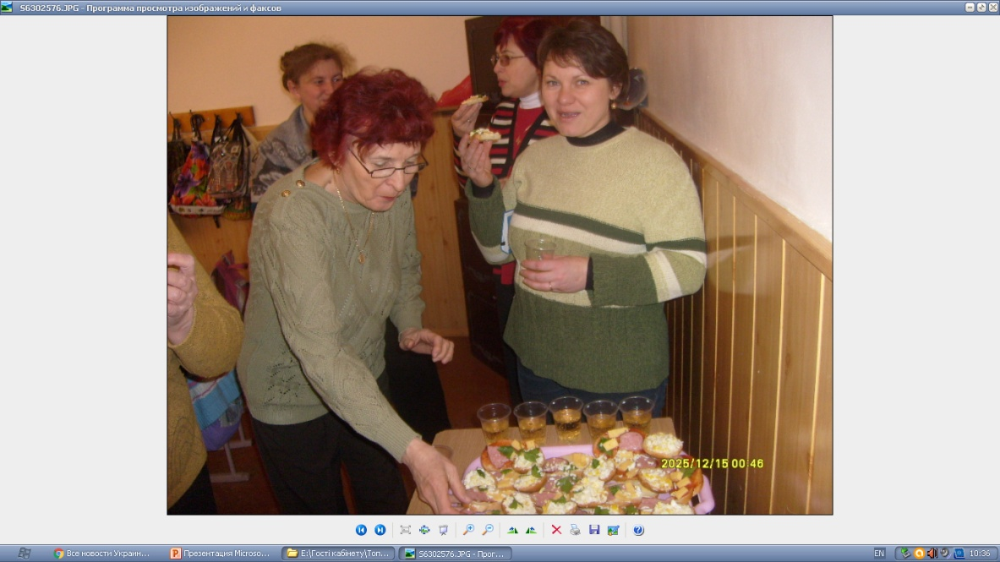 S6302576.JPG - Программа просмотра изображений и факсов
2025/12/15 00:46
Все новости Украин...
Презентация Microso...
E:\Гості кабінету\Топ...
S6302576.JPG - Прог...
EN
10:36